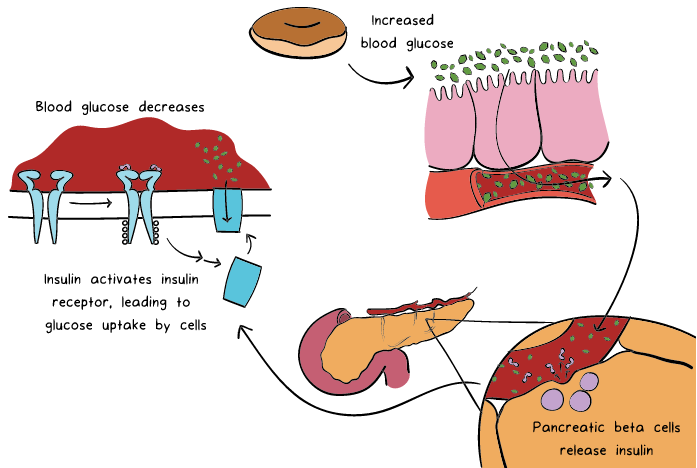 Increased
blood glucose
Blood glucose decreases
Insulin activates insulin
receptor, leading to
glucose uptake by cells
Pancreatic beta cells
release insulin